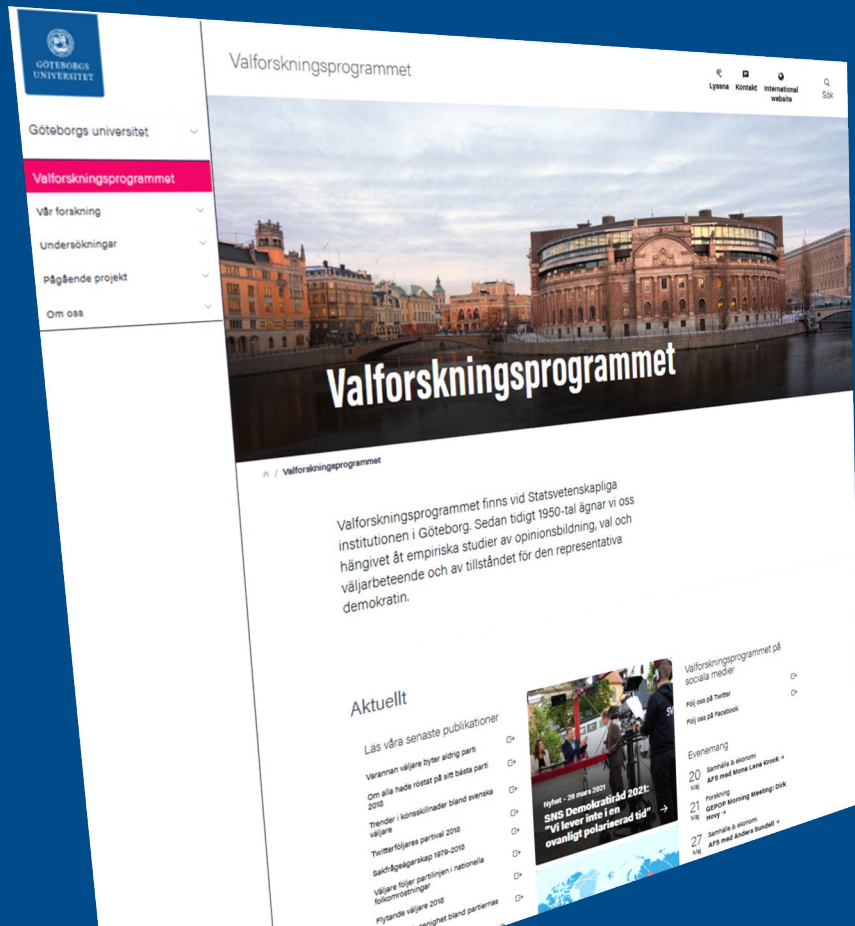 GÖTEBORGS
UNIVERSITET
Göteborgs universitet
Valforskningsprogrammet
Vår forskning
Undersökningar
Pågående projekt
Om oss
Valforskningsprogrammet
Lyssna
Kontakt
International
website
Sök
Valforskningsprogrammet
/ Valforskningsprogrammet
Valforskningsprogrammet finns vid Statsvetenskapliga
institutionen i Göteborg. Sedan tidigt 1950-tal ägnar vi oss
hängivet åt empiriska studier av opinionsbildning, val och
väljarbeteende och av tillståndet för den representativa
demokratin.
Aktuellt
Läs våra senaste publikationer
Varannan väljare byter aldrig parti
Om alla hade röstat på sitt bästa parti
2018
Trender i könsskillnader bland svenska
väljare
Twitterföljares partival 2018
Sakfrågeägarskap 1979-2018
Väljare följer partilinjen i nationella
folkomröstningar
Flytande väljare 2018
enighet bland partiernas
SV
Nyhet - 26 mars 2021
SNS Demokratiråd 2021:
"Vi lever inte i en
ovanligt polariserad tid" →
Valforskningsprogrammet på
sociala medier
Följ oss på Twitter
Följ oss på Facebook
Evenemang
20 Maj
Samhälle & ekonomi
AFS med Mona Lena Krook →
21 Maj
Forskning
GEPOP Morning Meeting: Dirk
Hovy →
27 Maj
Samhälle & ekonomi
AFS med Anders Sundell →